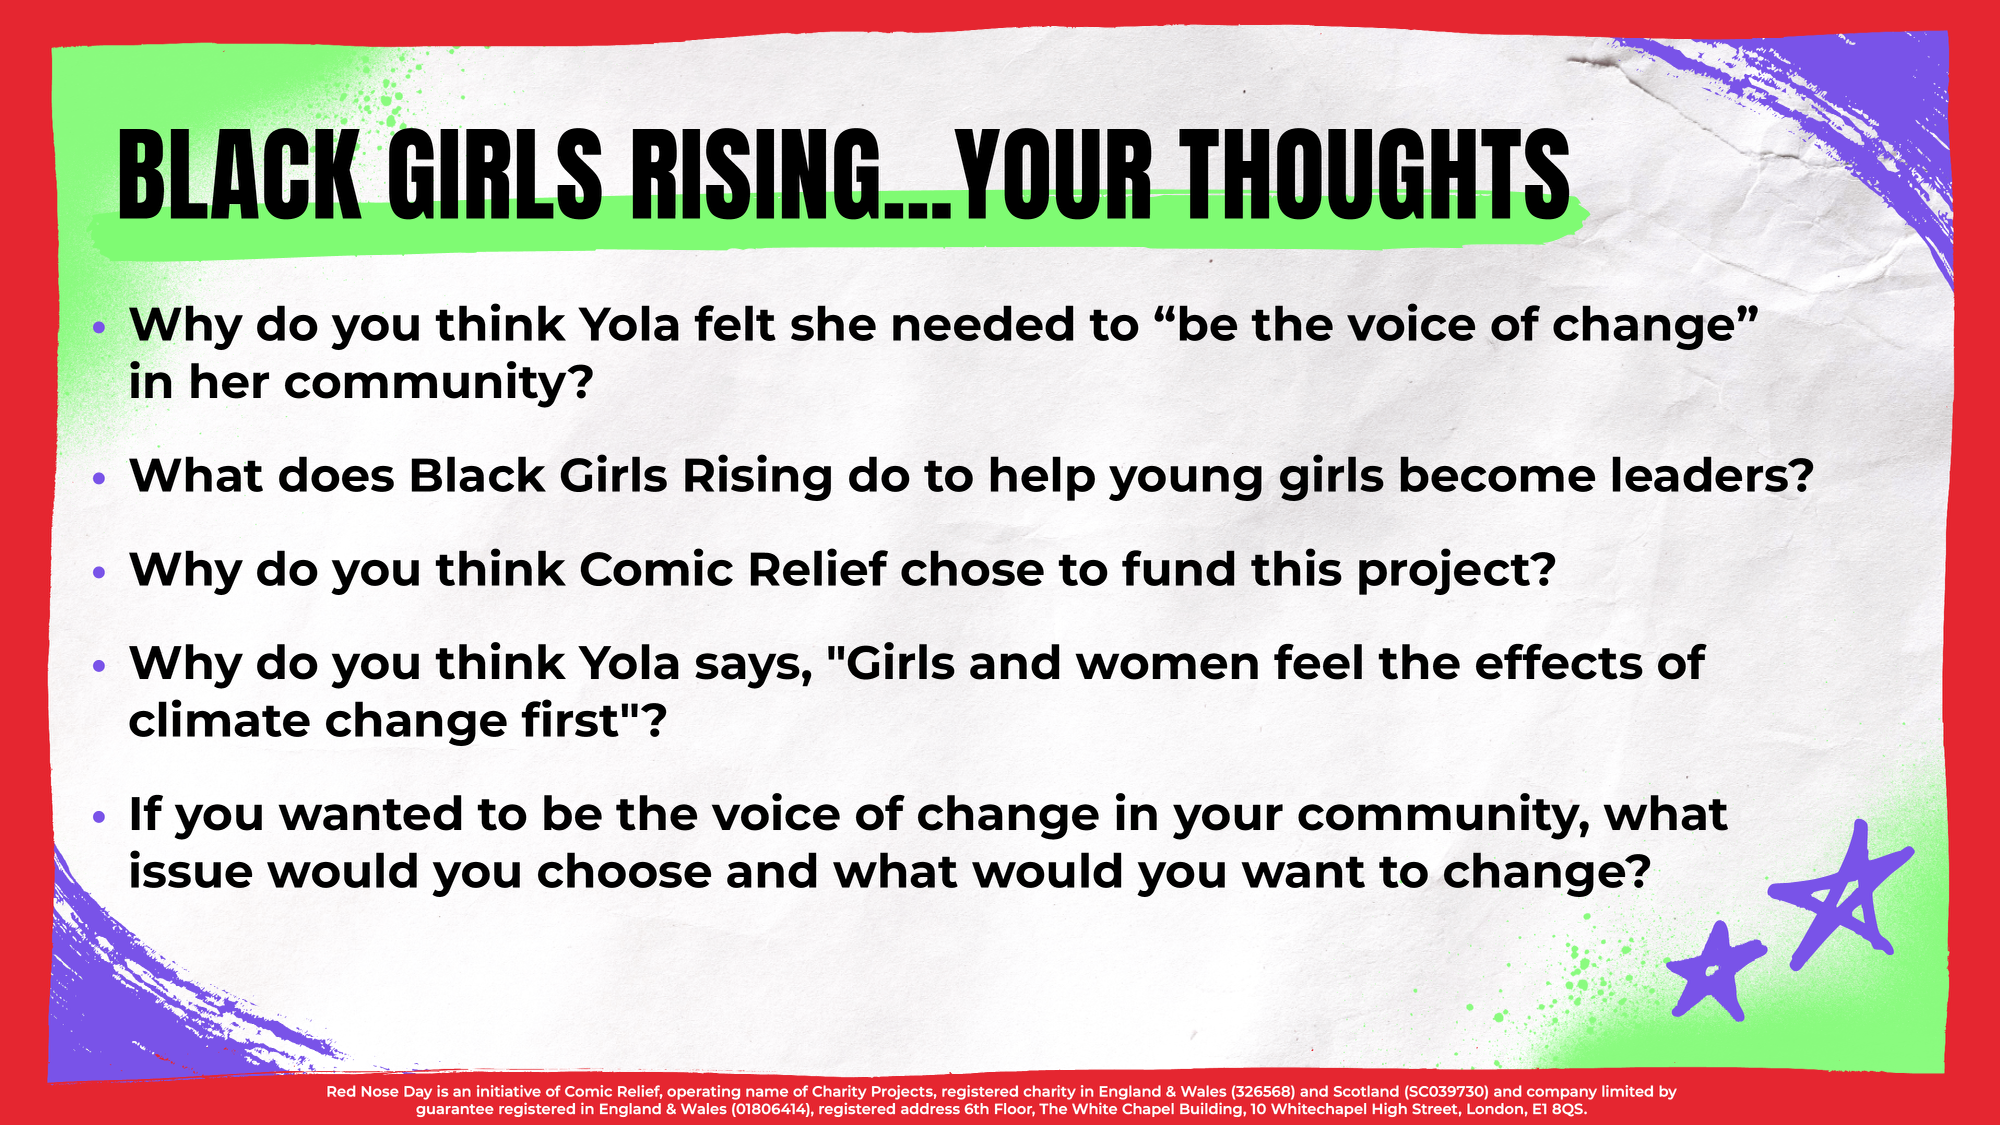 BLACK GIRLS RISING...YOUR THOUGHTS
• Why do you think Yola felt she needed to “be the voice of change”
in her community?
• What does Black Girls Rising do to help young girls become leaders?
• Why do you think Comic Relief chose to fund this project?
• Why do you think Yola says, "Girls and women feel the effects of
climate change first"?
• If you wanted to be the voice of change in your community, what
issue would you choose and what would you want to change?
Red Nose Day is an initiative of Comic Relief, operating name of Charity Projects, registered charity in England & Wales (326568) and Scotland (SC039730) and company limited by
guarantee registered in England & Wales (01806414), registered address 6th Floor, The White Chapel Building, 10 Whitechapel High Street, London, E1 8QS.